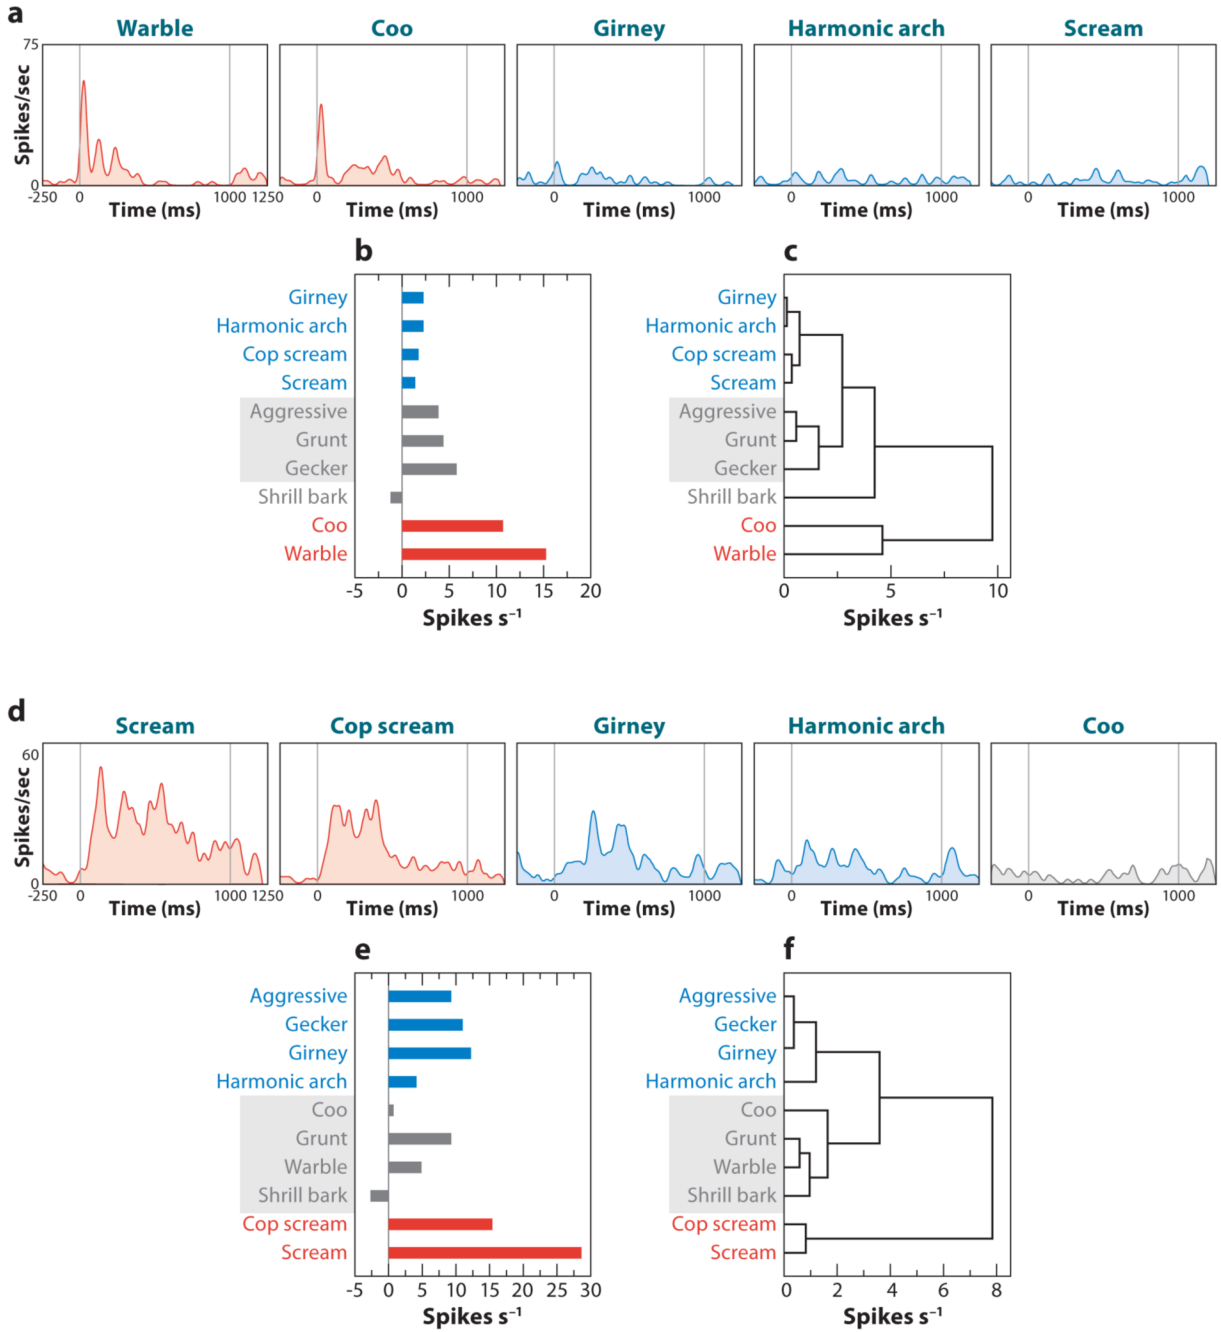 a
Warble Coo Girney Harmonic arch Scream
75
Spikes/sec
0
-250 0 1000 1250 0 1000 0 1000 0 1000 0 1000
Time (ms) Time (ms) Time (ms) Time (ms) Time (ms)
b
Girney
Harmonic arch
Cop scream
Scream
Aggressive
Grunt
Gecker
Shrill bark
Coo
Warble
-5 0 5 10 15 20
Spikes s⁻¹
c
Girney
Harmonic arch
Cop scream
Scream
Aggressive
Grunt
Gecker
Shrill bark
Coo
Warble
0 5 10
Spikes s⁻¹
d
Scream Cop scream Girney Harmonic arch Coo
60
Spikes/sec
0
-250 0 1000 1250 0 1000 0 1000 0 1000 0 1000
Time (ms) Time (ms) Time (ms) Time (ms) Time (ms)
e
Aggressive
Gecker
Girney
Harmonic arch
Coo
Grunt
Warble
Shrill bark
Cop scream
Scream
-5 0 5 10 15 20 25 30
Spikes s⁻¹
f
Aggressive
Gecker
Girney
Harmonic arch
Coo
Grunt
Warble
Shrill bark
Cop scream
Scream
0 2 4 6 8
Spikes s⁻¹